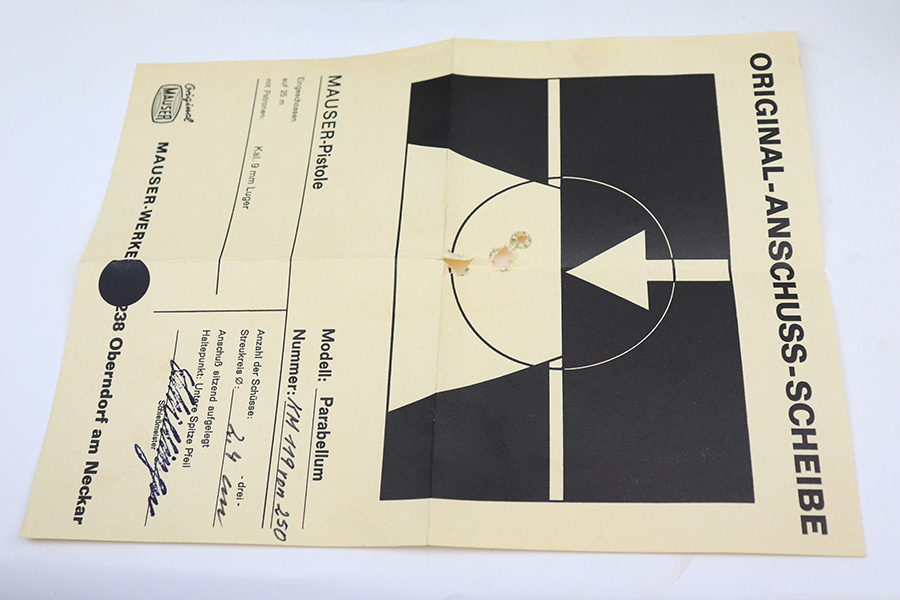 ORIGINAL-ANSCHUSS-SCHEIBE
MAUSER-Pistole
Modell: Parabellum
Nummer: KM 119 von 250
Eingeschossen
auf 25 m
mit Patronen:
Kal. 9 mm Luger
Anzahl der Schüsse: - drei -
Streukreis Ø: 2,4 cm
Anschuß sitzend aufgelegt
Haltepunkt: Untere Spitze Pfeil
Schießmeister
Original
MAUSER
MAUSER-WERKE 7238 Oberndorf am Neckar